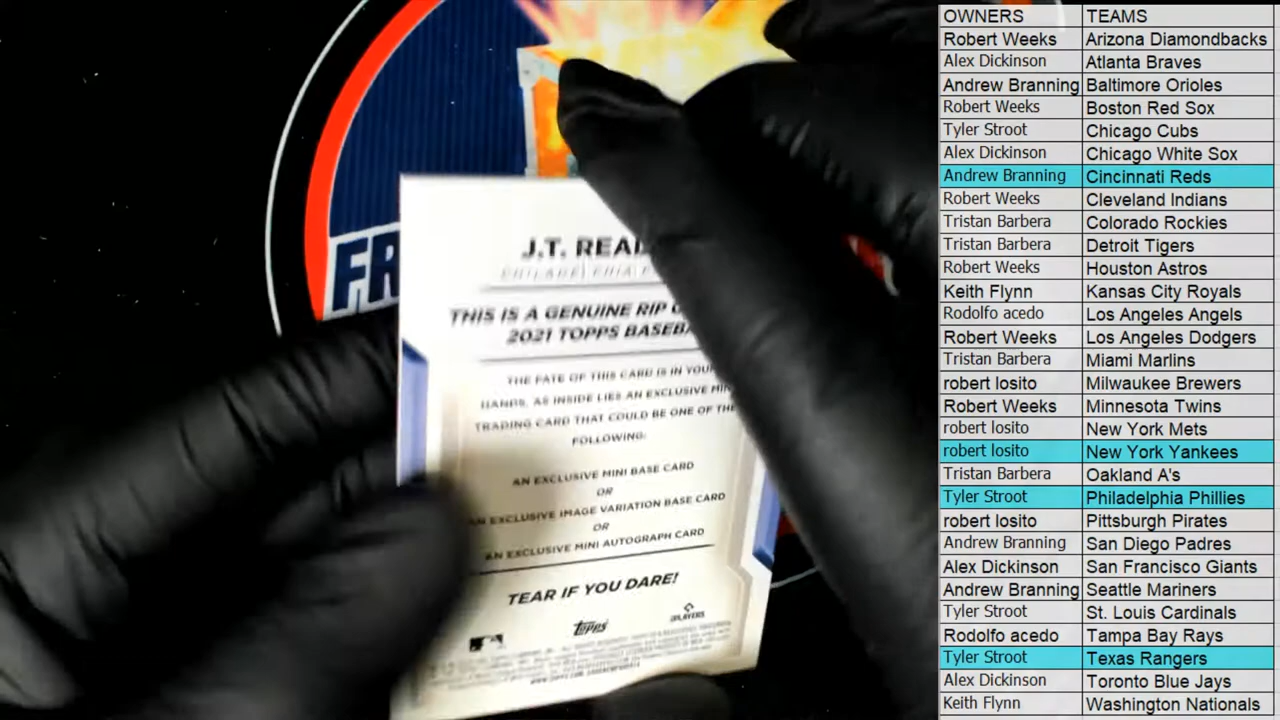 FR
J.T. REAL
PHILADELPHIA P
THIS IS A GENUINE RIP
2021 TOPPS BASEBA
THE FATE OF THIS CARD IS IN YOUR
HANDS, AS INSIDE LIES AN EXCLUSIVE MINI
TRADING CARD THAT COULD BE ONE OF THE
FOLLOWING:
AN EXCLUSIVE MINI BASE CARD
OR
AN EXCLUSIVE IMAGE VARIATION BASE CARD
OR
AN EXCLUSIVE MINI AUTOGRAPH CARD
TEAR IF YOU DARE!
topps
PLAYERS
OWNERS TEAMS
Robert Weeks Arizona Diamondbacks
Alex Dickinson Atlanta Braves
Andrew Branning Baltimore Orioles
Robert Weeks Boston Red Sox
Tyler Stroot Chicago Cubs
Alex Dickinson Chicago White Sox
Andrew Branning Cincinnati Reds
Robert Weeks Cleveland Indians
Tristan Barbera Colorado Rockies
Tristan Barbera Detroit Tigers
Robert Weeks Houston Astros
Keith Flynn Kansas City Royals
Rodolfo acedo Los Angeles Angels
Robert Weeks Los Angeles Dodgers
Tristan Barbera Miami Marlins
robert losito Milwaukee Brewers
Robert Weeks Minnesota Twins
robert losito New York Mets
robert losito New York Yankees
Tristan Barbera Oakland A's
Tyler Stroot Philadelphia Phillies
robert losito Pittsburgh Pirates
Andrew Branning San Diego Padres
Alex Dickinson San Francisco Giants
Andrew Branning Seattle Mariners
Tyler Stroot St. Louis Cardinals
Rodolfo acedo Tampa Bay Rays
Tyler Stroot Texas Rangers
Alex Dickinson Toronto Blue Jays
Keith Flynn Washington Nationals